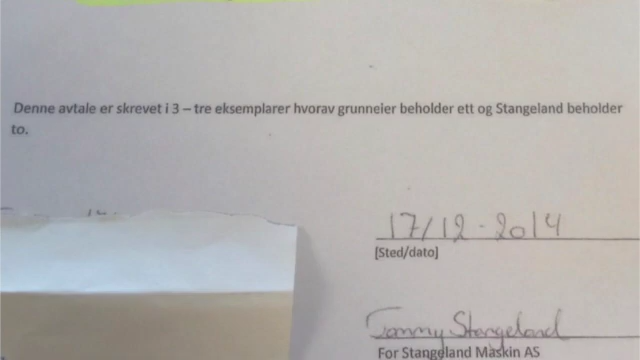 Denne avtale er skrevet i 3 – tre eksemplarer hvorav grunneier beholder ett og Stangeland beholder
to.
17/12-2014
[Sted/dato]
Tommy Stangeland
For Stangeland Maskin AS